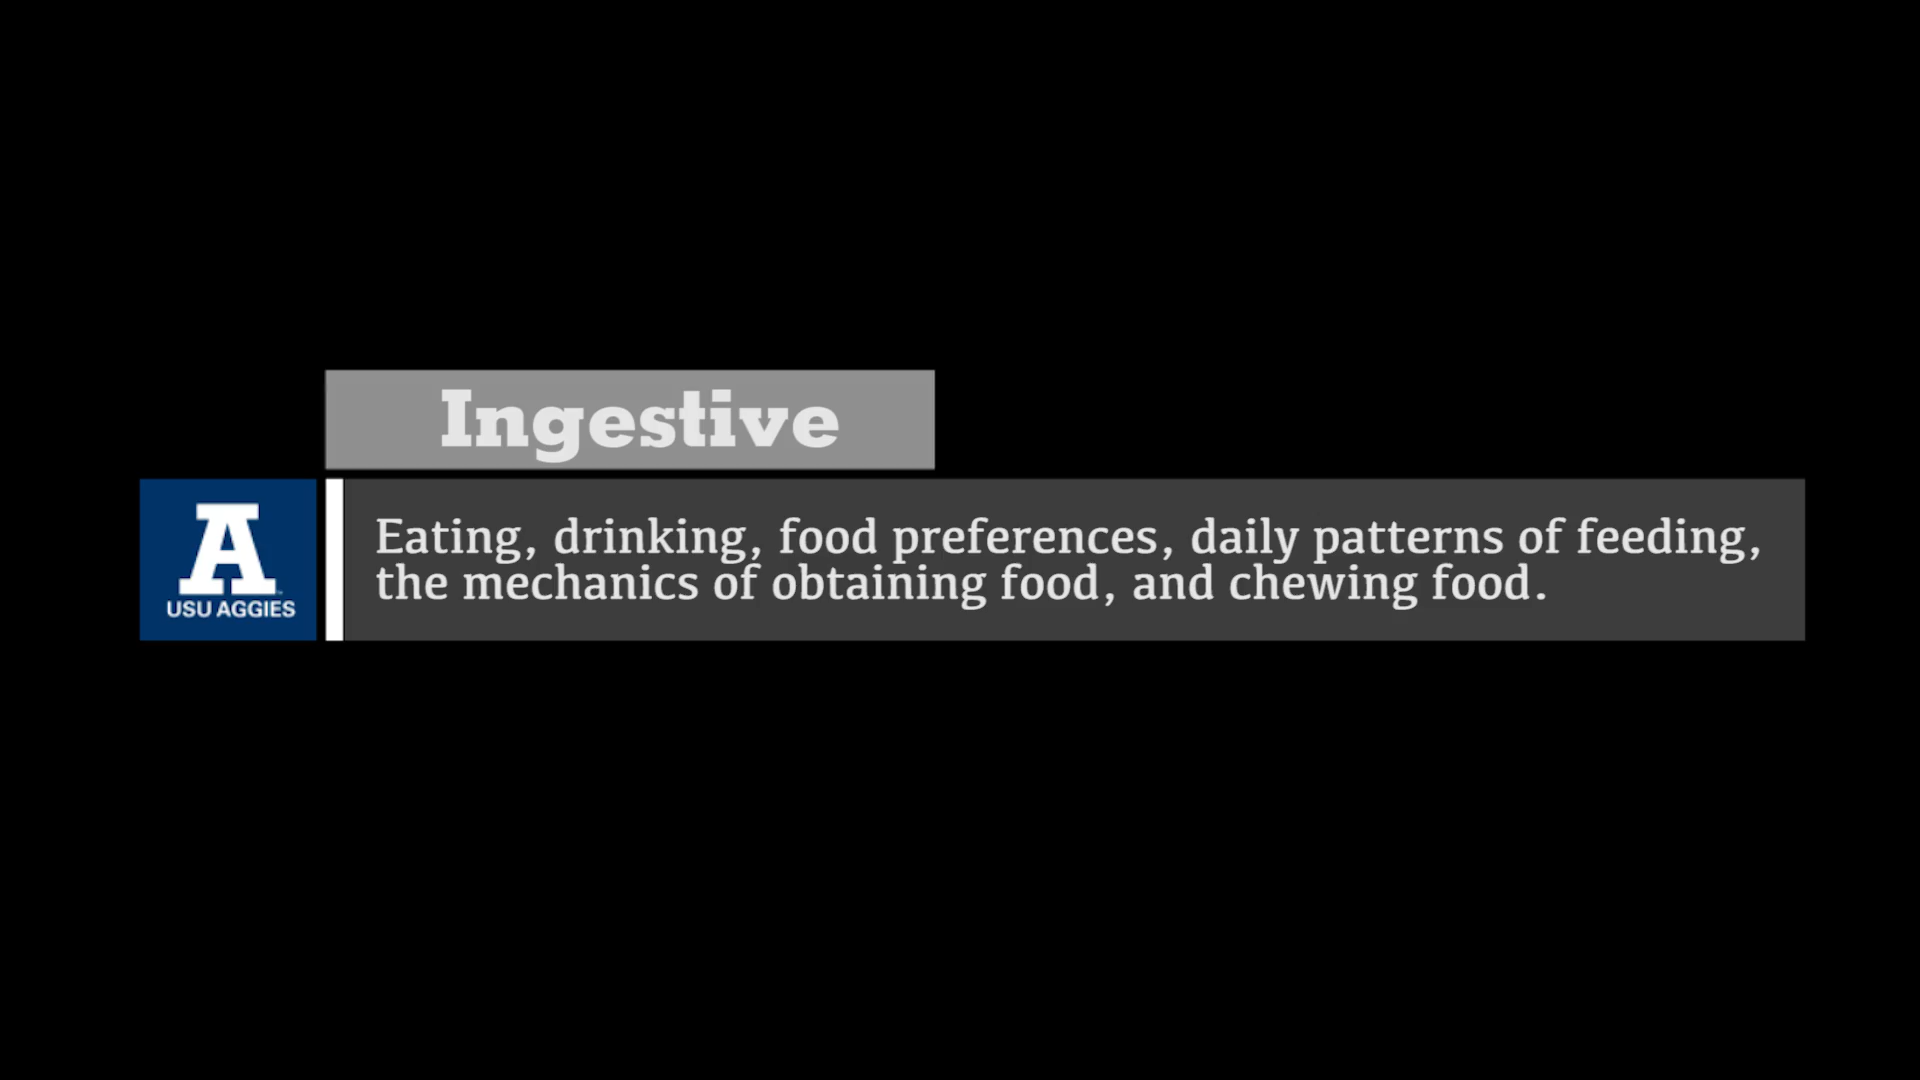 Ingestive
A
USU AGGIES
Eating, drinking, food preferences, daily patterns of feeding,
the mechanics of obtaining food, and chewing food.